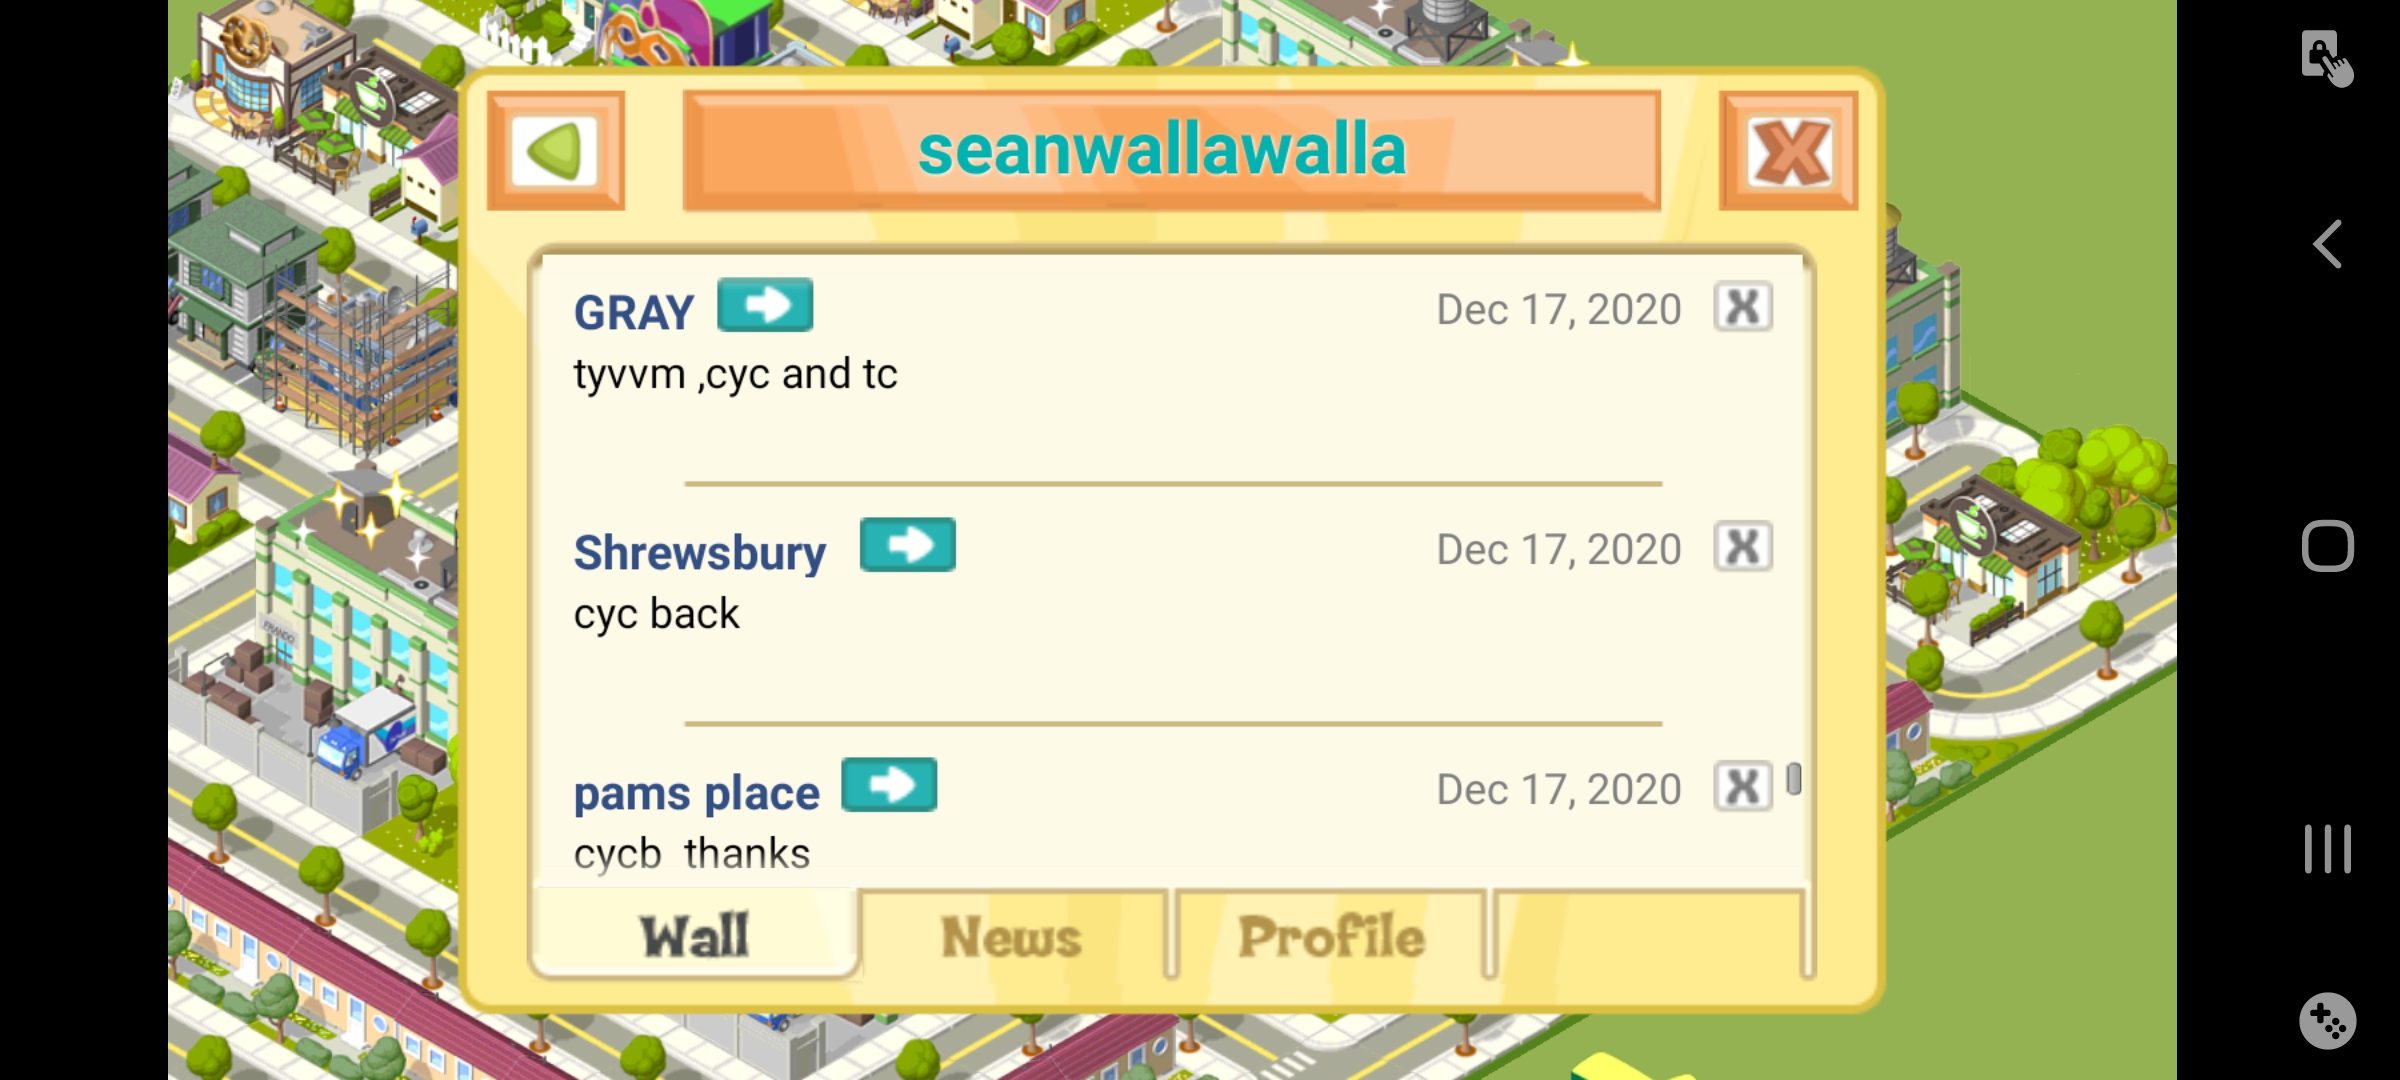 seanwallawalla
GRAY
Dec 17, 2020
tyvvm ,cyc and tc
Shrewsbury
Dec 17, 2020
cyc back
pams place
Dec 17, 2020
cycb  thanks
Wall
News
Profile